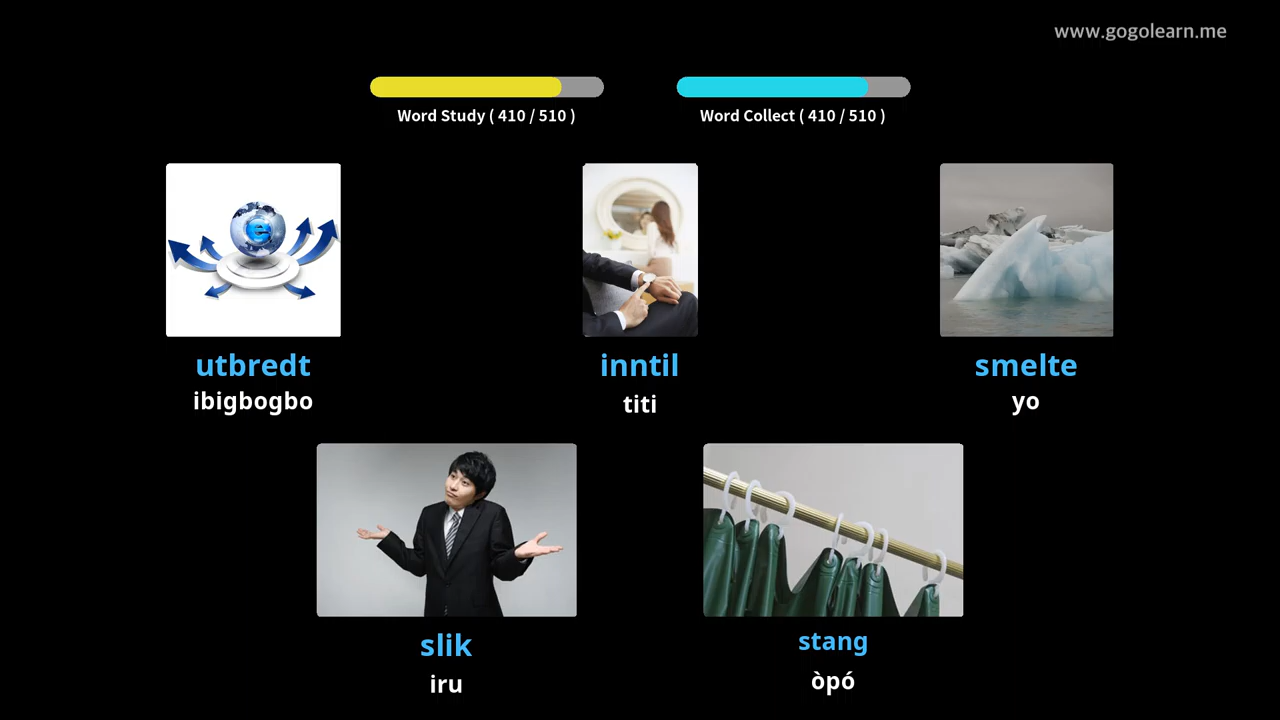 www.gogolearn.me
Word Study ( 410 / 510 )
Word Collect ( 410 / 510 )
e
utbredt
inntil
smelte
ibigbogbo
titi
yo
slik
stang
iru
òpó